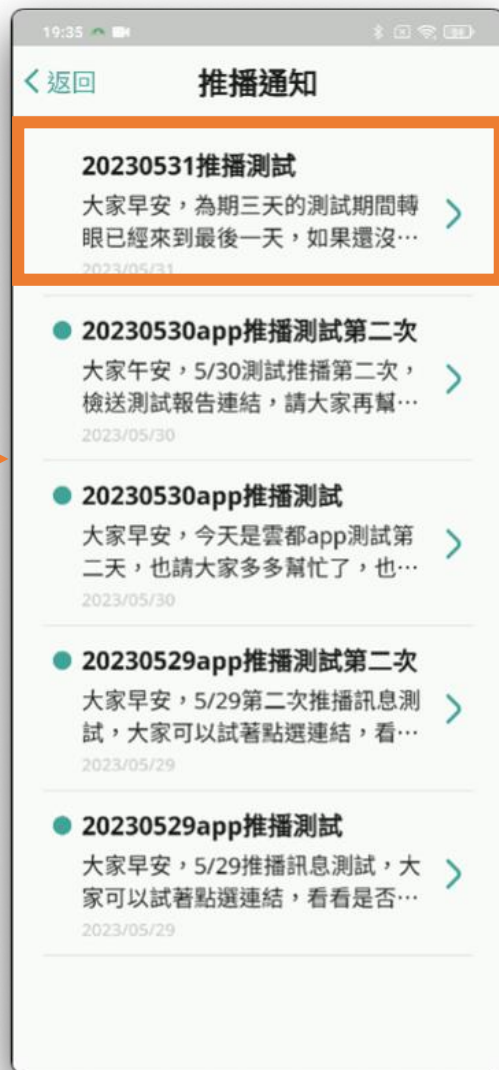 19:35
返回
推播通知
20230531推播測試
大家早安，為期三天的測試期間轉
眼已經來到最後一天，如果還沒…
2023/05/31
20230530app推播測試第二次
大家午安，5/30測試推播第二次，
檢送測試報告連結，請大家再幫…
2023/05/30
20230530app推播測試
大家早安，今天是雲都app測試第
二天，也請大家多多幫忙了，也…
2023/05/30
20230529app推播測試第二次
大家早安，5/29第二次推播訊息測
試，大家可以試著點選連結，看…
2023/05/29
20230529app推播測試
大家早安，5/29推播訊息測試，大
家可以試著點選連結，看看是否…
2023/05/29